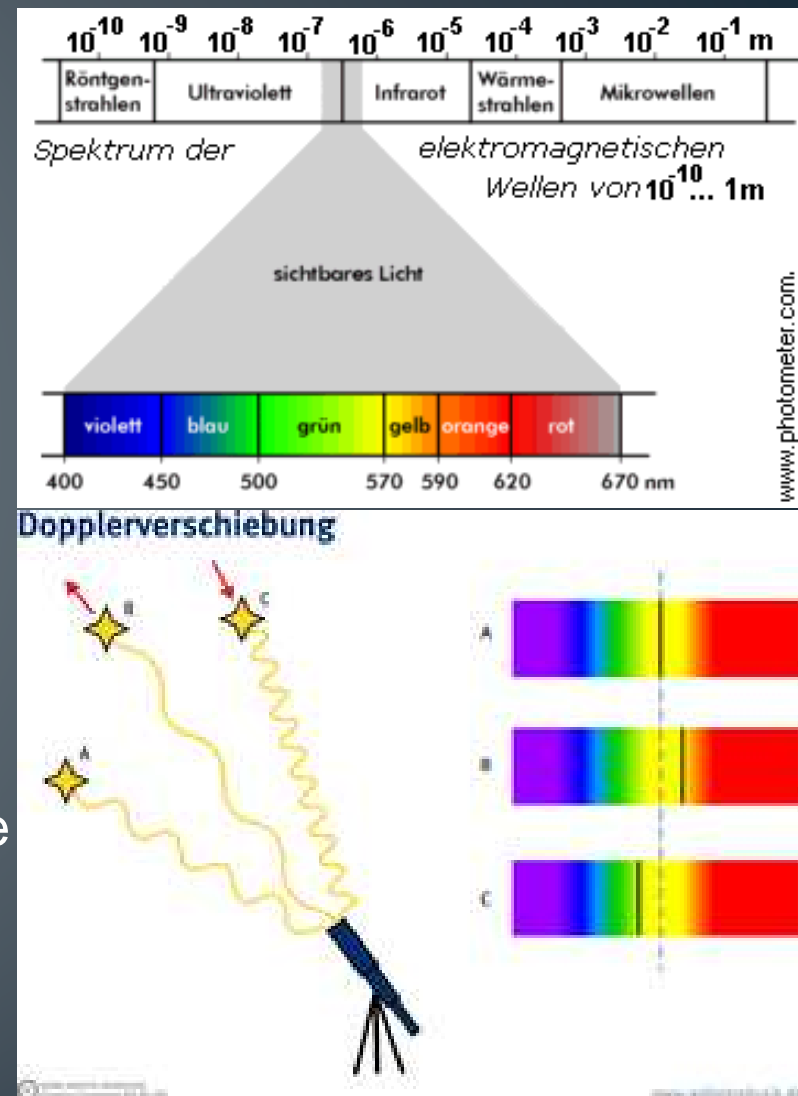 10⁻¹⁰ 10⁻⁹ 10⁻⁸ 10⁻⁷ 10⁻⁶ 10⁻⁵ 10⁻⁴ 10⁻³ 10⁻² 10⁻¹ m
Röntgen-
strahlen
Ultraviolett
Infrarot
Wärme-
strahlen
Mikrowellen
Spektrum der elektromagnetischen
Wellen von 10⁻¹⁰... 1m
sichtbares Licht
www.photometer.com.
violett blau grün gelb orange rot
400 450 500 570 590 620 670 nm
Dopplerverschiebung
B
C
A
e
A
B
C